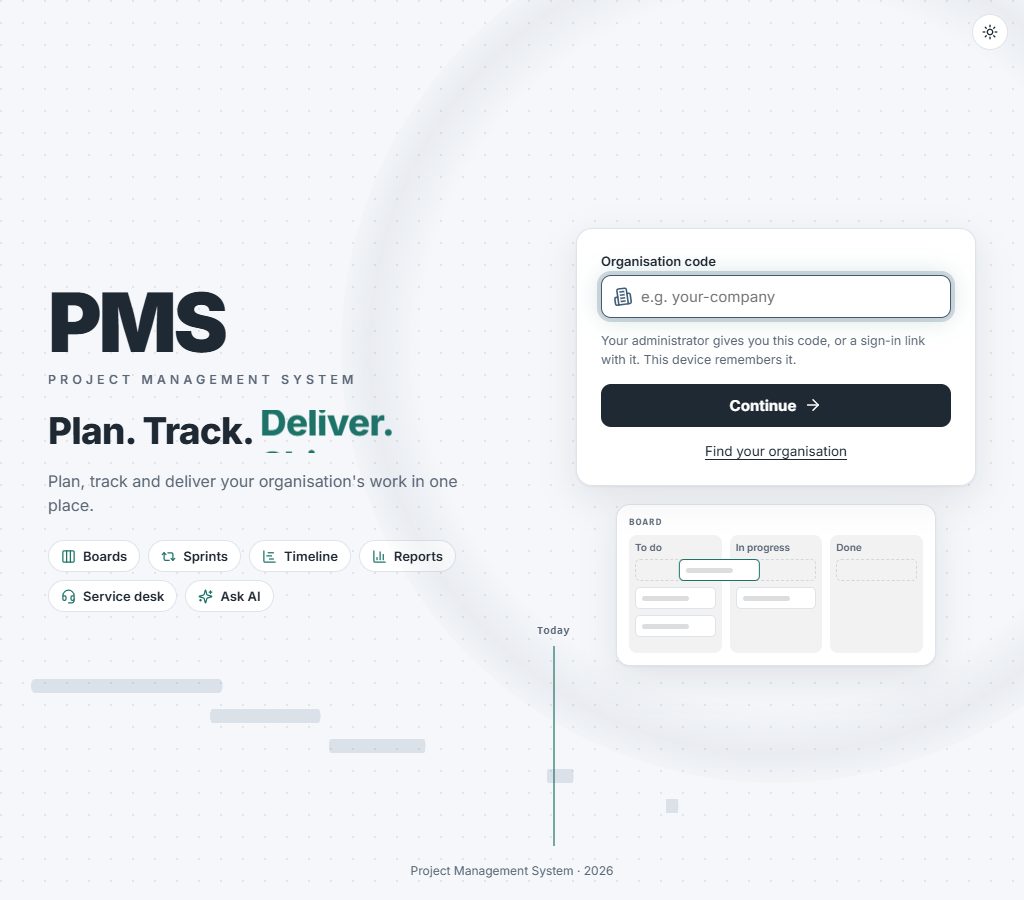 PMS
PROJECT MANAGEMENT SYSTEM
Plan. Track. Deliver.
Plan, track and deliver your organisation's work in one
place.
Boards
Sprints
Timeline
Reports
Service desk
Ask AI
Organisation code
e.g. your-company
Your administrator gives you this code, or a sign-in link
with it. This device remembers it.
Continue
Find your organisation
BOARD
To do
In progress
Done
Today
Project Management System · 2026